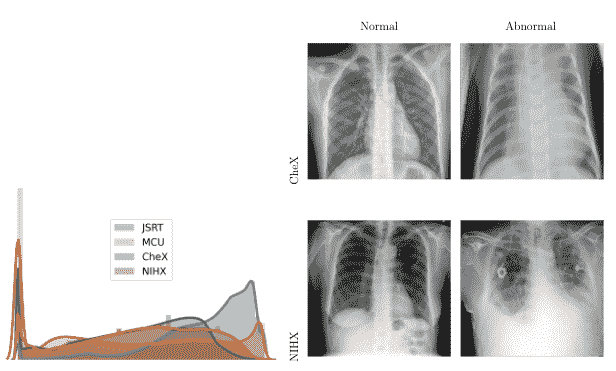 Normal
Abnormal
CheX
JSRT
MCU
CheX
NIHX
NIHX